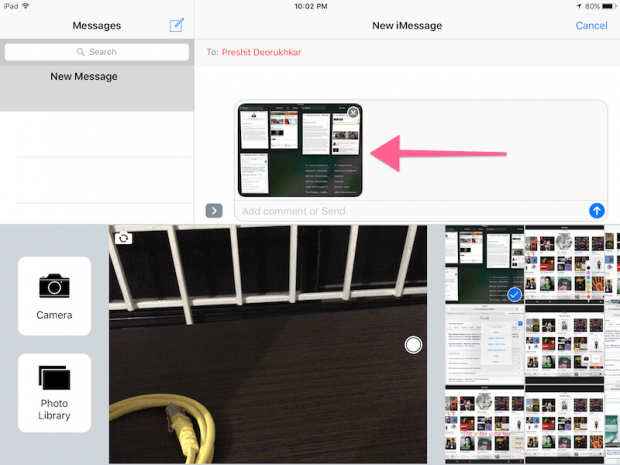 iPad
10:02 PM
80%
Messages
New iMessage
Cancel
Search
To: Preshit Deorukhkar
New Message
Add comment or Send
Camera
Photo
Library